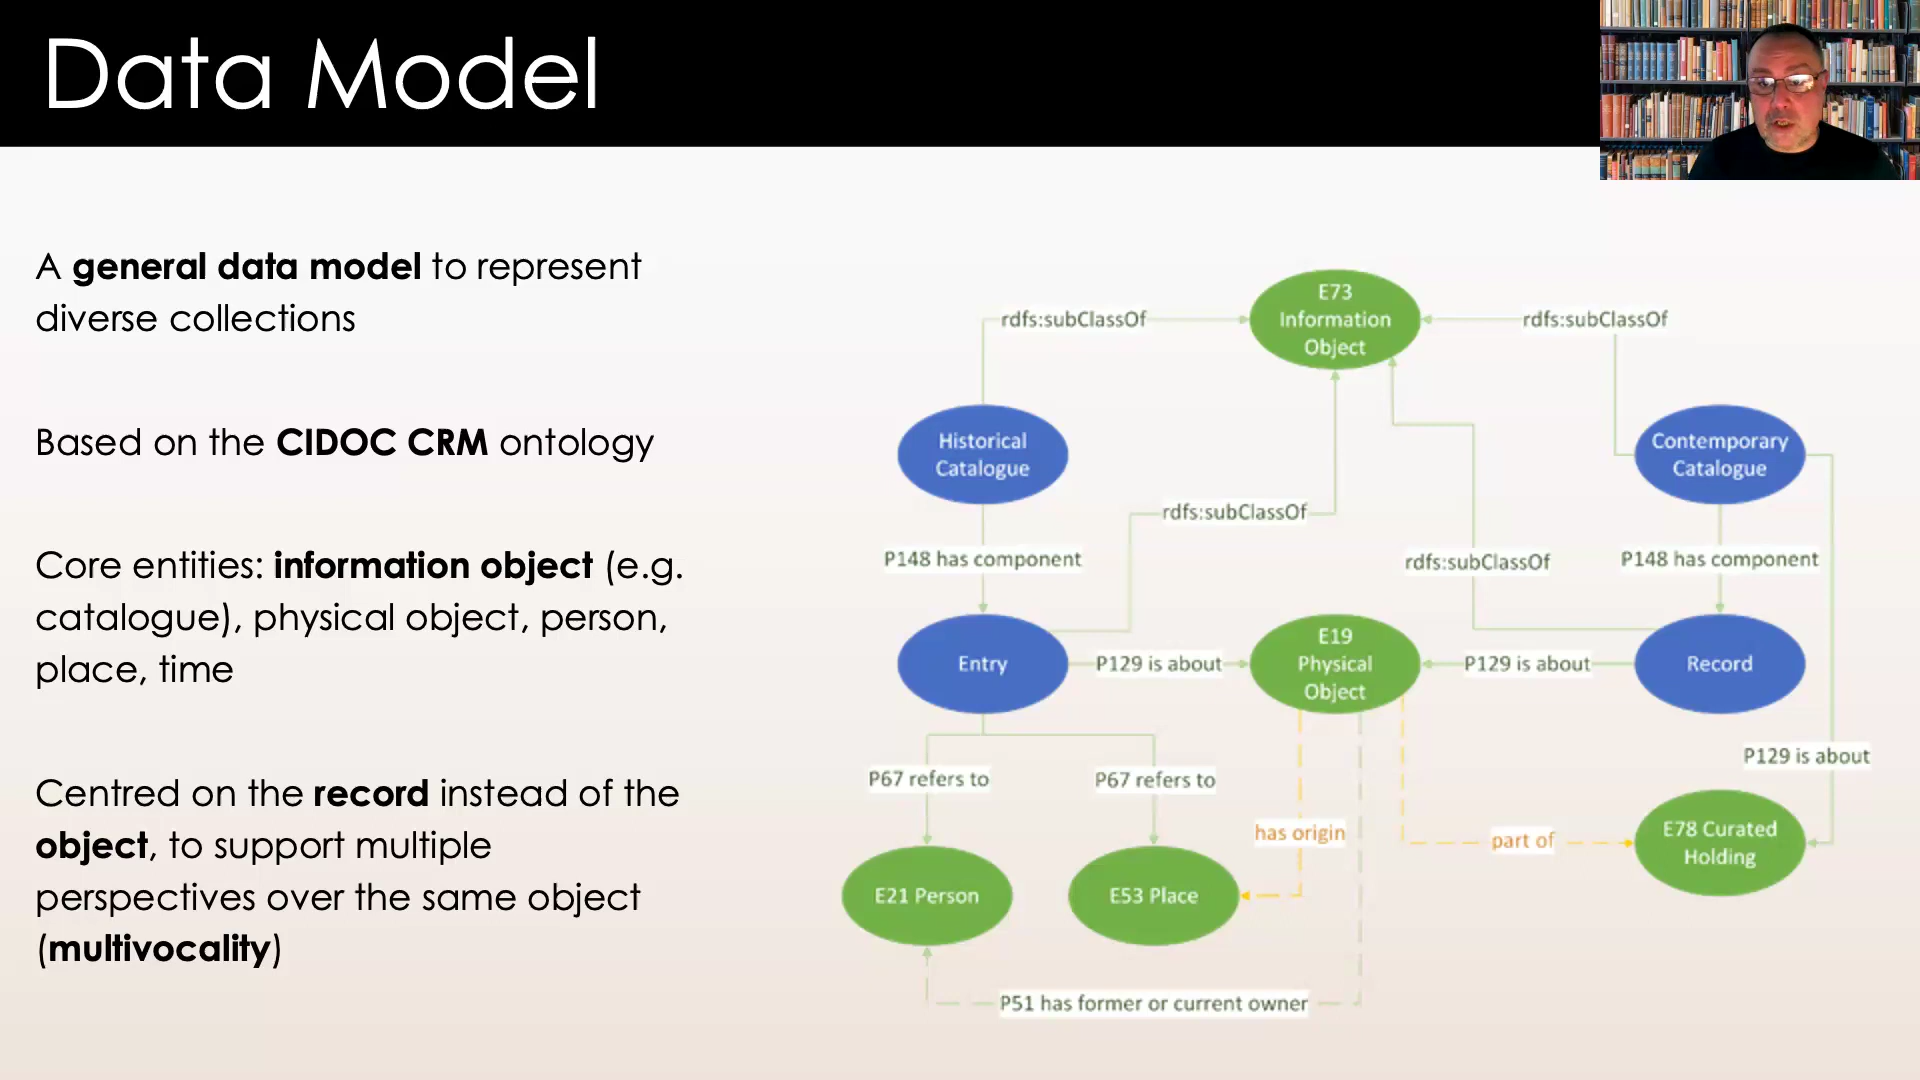 Data Model
A general data model to represent
diverse collections
Based on the CIDOC CRM ontology
Core entities: information object (e.g.
catalogue), physical object, person,
place, time
Centred on the record instead of the
object, to support multiple
perspectives over the same object
(multivocality)
E73
Information
Object
rdfs:subClassOf
rdfs:subClassOf
Historical
Catalogue
Contemporary
Catalogue
rdfs:subClassOf
P148 has component
rdfs:subClassOf
P148 has component
Entry
P129 is about
E19
Physical
Object
P129 is about
Record
P129 is about
P67 refers to
P67 refers to
has origin
part of
E78 Curated
Holding
E21 Person
E53 Place
P51 has former or current owner